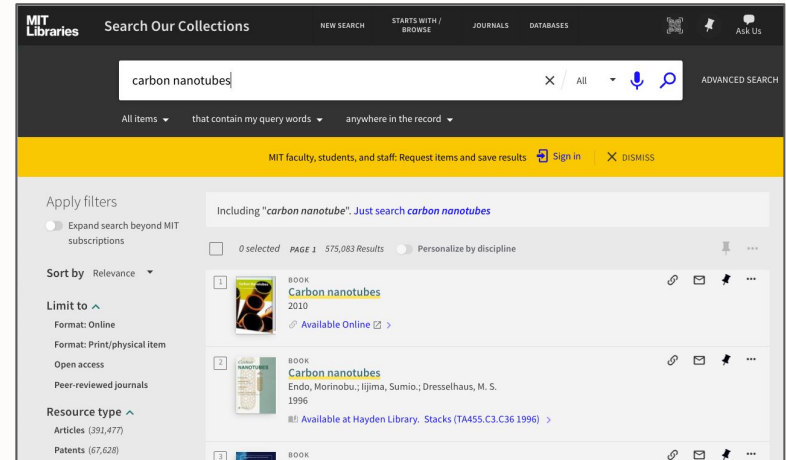 MIT Libraries
Search Our Collections
NEW SEARCH
STARTS WITH / BROWSE
JOURNALS
DATABASES
Ask Us
carbon nanotubes
All
ADVANCED SEARCH
All items
that contain my query words
anywhere in the record
MIT faculty, students, and staff: Request items and save results
Sign in
DISMISS
Apply filters
Expand search beyond MIT
subscriptions
Sort by Relevance
Limit to
Format: Online
Format: Print/physical item
Open access
Peer-reviewed journals
Resource type
Articles (391,477)
Patents (67,628)
Including "carbon nanotube". Just search carbon nanotubes
0 selected PAGE 1 575,083 Results Personalize by discipline
1
BOOK
Carbon nanotubes
2010
Available Online
2
BOOK
Carbon nanotubes
Endo, Morinobu.; Iijima, Sumio.; Dresselhaus, M. S.
1996
Available at Hayden Library. Stacks (TA455.C3.C36 1996)
3
BOOK